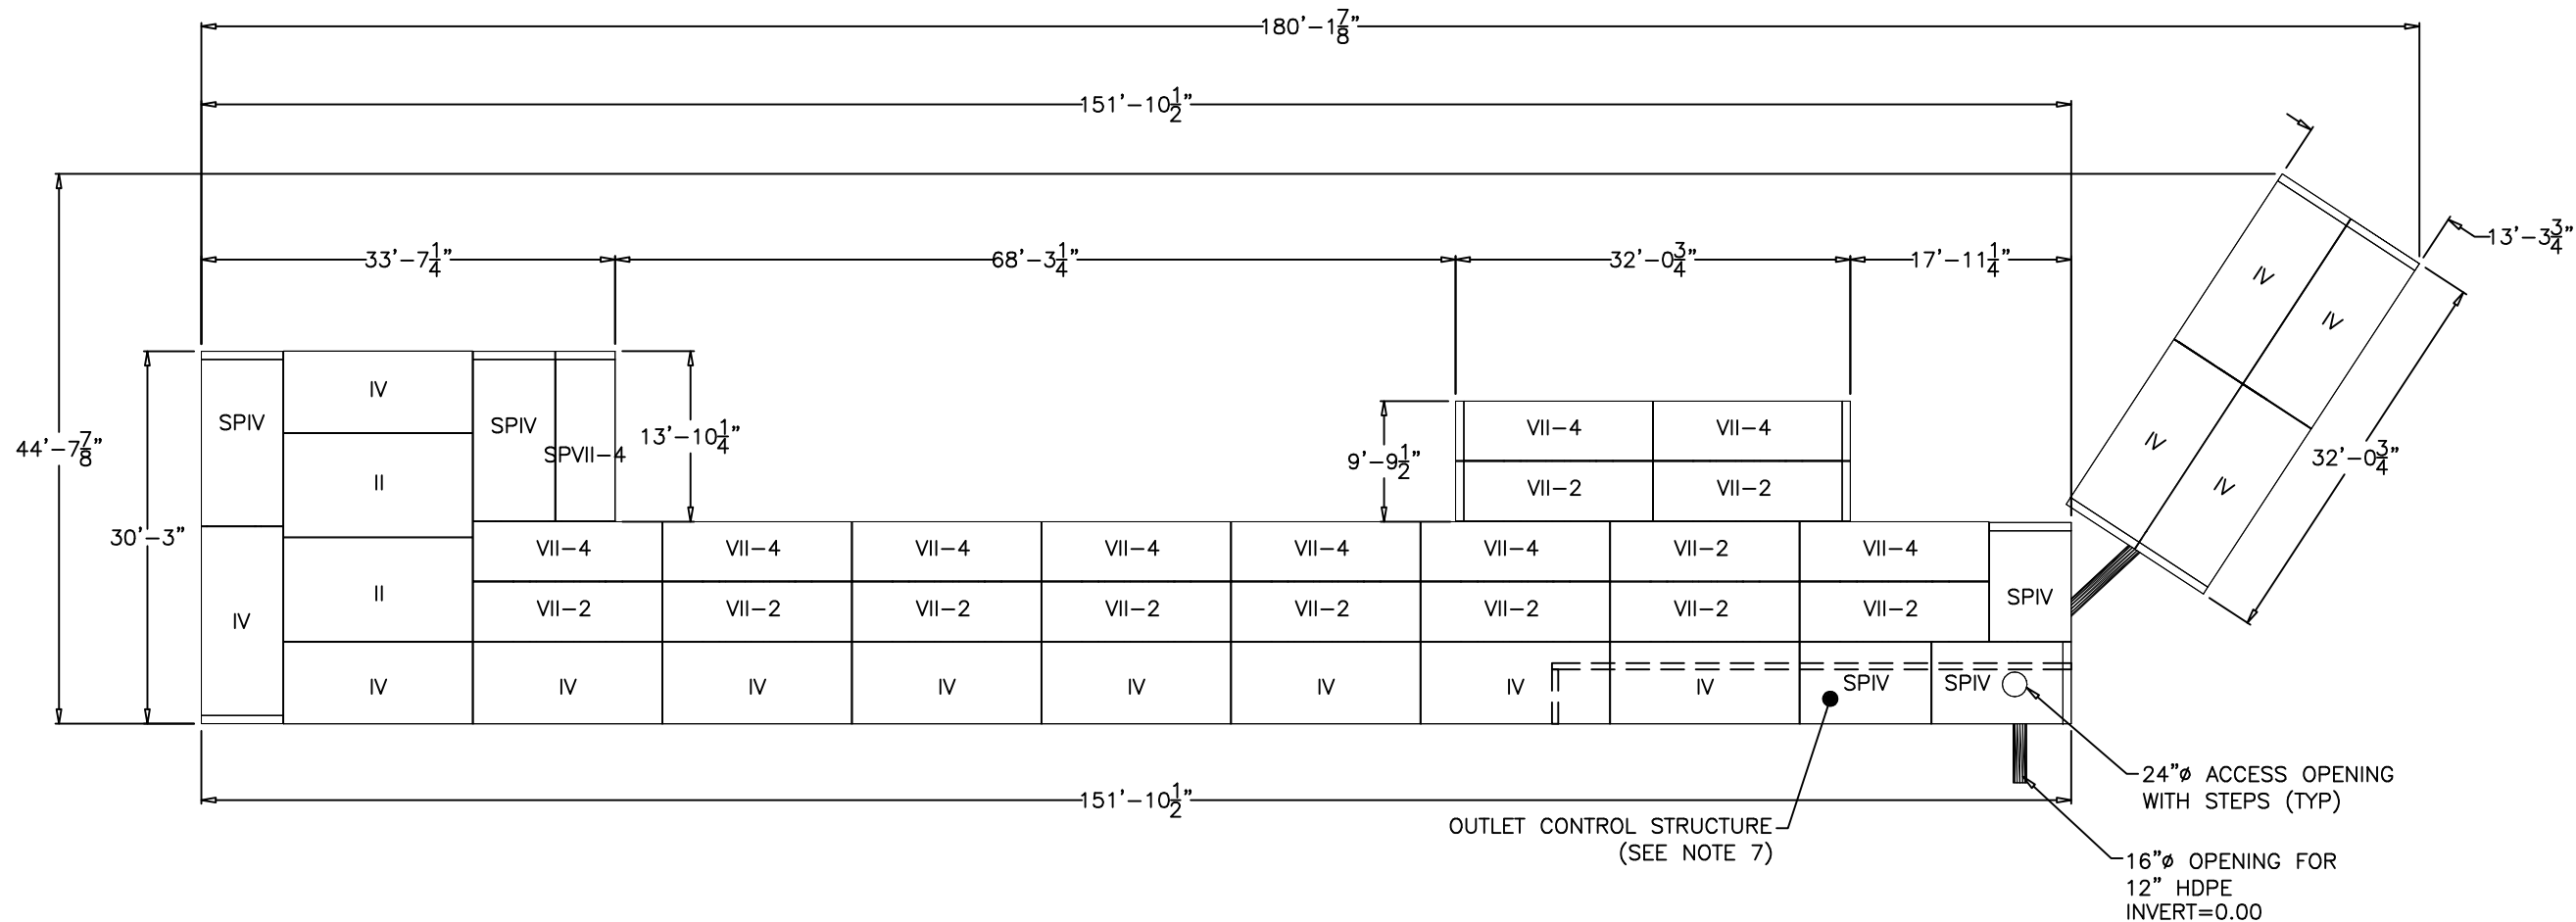 180'-1 7/8"
151'-10 1/2"
33'-7 1/4"
68'-3 1/4"
32'-0 3/4"
17'-11 1/4"
13'-3 3/4"
44'-7 7/8"
30'-3"
13'-10 1/4"
9'-9 1/2"
32'-0 3/4"
IV
IV
IV
IV
SPIV
IV
SPIV
SPVII-4
II
II
IV
IV
VII-4 VII-4
VII-2 VII-2
VII-4 VII-4 VII-4 VII-4 VII-4 VII-4 VII-2 VII-4
VII-2 VII-2 VII-2 VII-2 VII-2 VII-2 VII-2 VII-2
SPIV
IV IV IV IV IV IV IV SPIV SPIV
151'-10 1/2"
24"ø ACCESS OPENING
WITH STEPS (TYP)
OUTLET CONTROL STRUCTURE
(SEE NOTE 7)
16"ø OPENING FOR
12" HDPE
INVERT=0.00